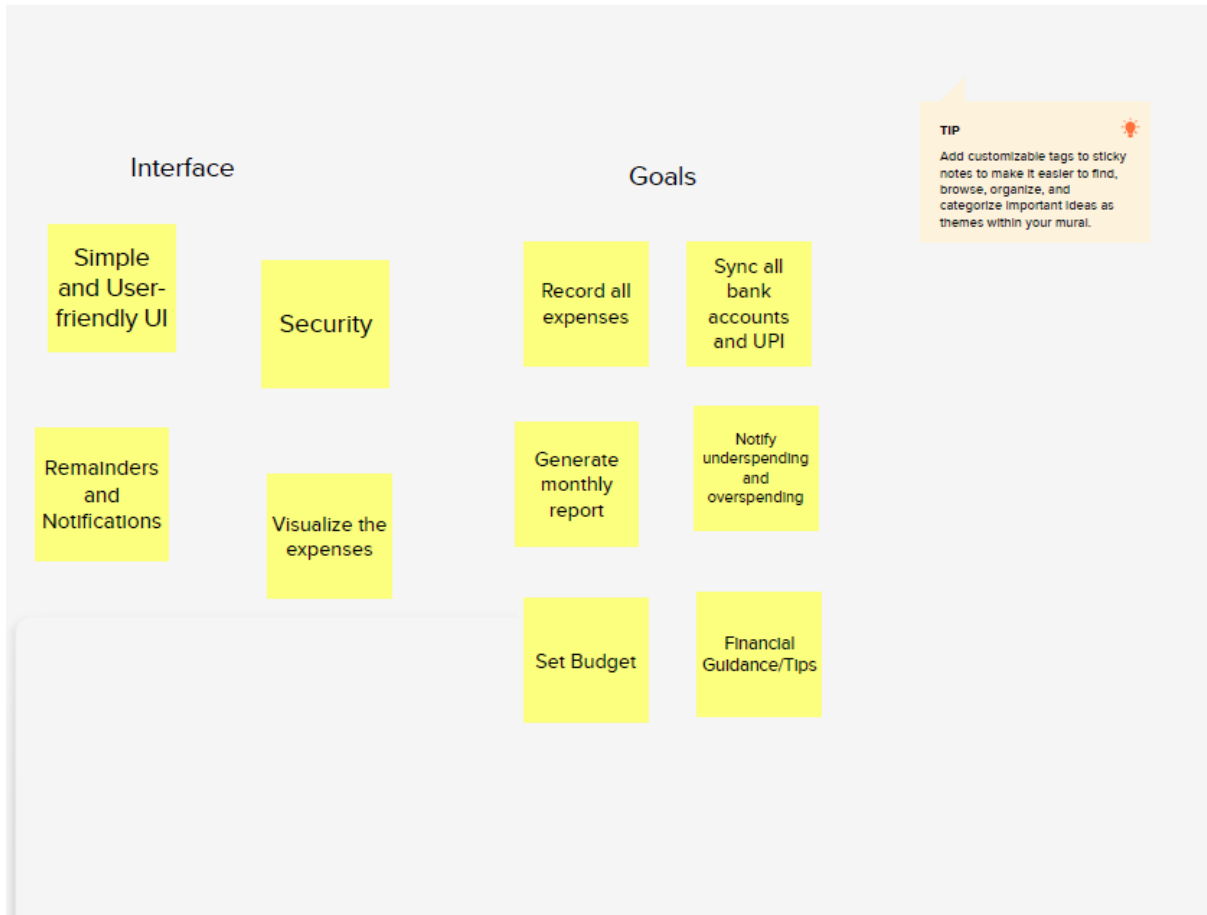 Interface
Simple
and User-
friendly UI
Security
Remainders
and
Notifications
Visualize the
expenses
Goals
Record all
expenses
Sync all
bank
accounts
and UPI
Generate
monthly
report
Notify
underspending
and
overspending
Set Budget
Financial
Guidance/Tips
TIP
Add customizable tags to sticky
notes to make it easier to find,
browse, organize, and
categorize important ideas as
themes within your mural.